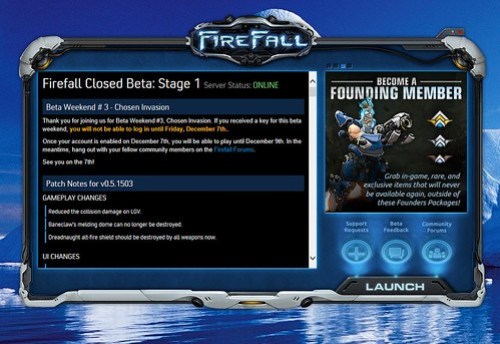 FIREFALL
Firefall Closed Beta: Stage 1 Server Status: ONLINE
Beta Weekend # 3 - Chosen Invasion
Thank you for joining us for Beta Weekend #3, Chosen Invasion. If you received a key for this beta
weekend, you will not be able to log in until Friday, December 7th..
Once your account is enabled on December 7th, you will be able to play until December 9th. In the
meantime, hang out with your fellow community members on the Firefall Forums.
See you on the 7th!
Patch Notes for v0.5.1503
GAMEPLAY CHANGES
Reduced the collision damage on LGV.
Baneclaw's melding dome can no longer be destroyed.
Dreadnaught alt-fire shield should be destroyed by all weapons now.
UI CHANGES
BECOME A
FOUNDING MEMBER
Grab in-game, rare, and
exclusive items that will never
be available again, outside of
these Founders Packages!
Support
Requests
Beta
Feedback
Community
Forums
LAUNCH